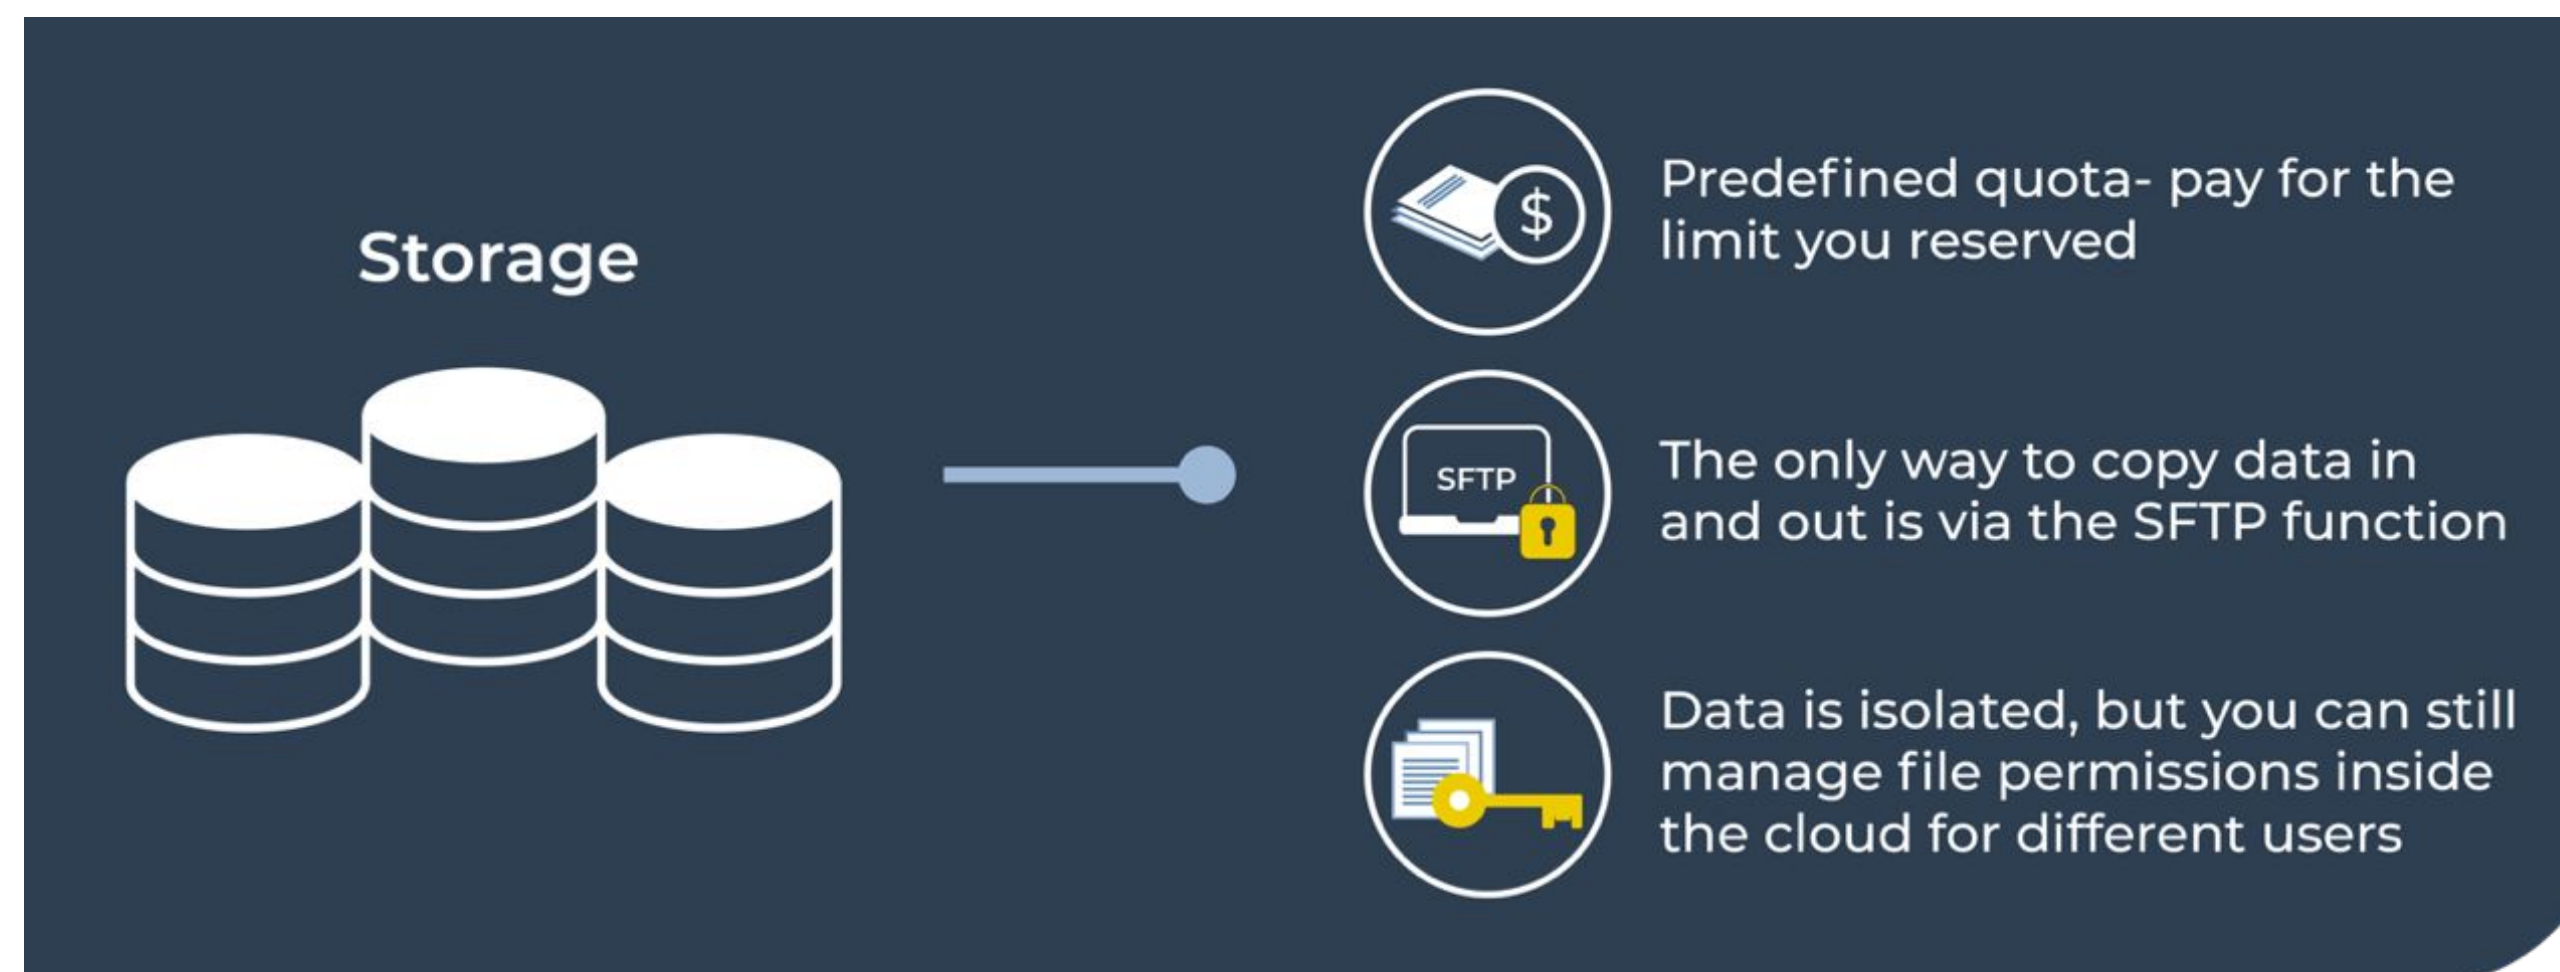 Storage
$
Predefined quota- pay for the
limit you reserved
SFTP
The only way to copy data in
and out is via the SFTP function
Data is isolated, but you can still
manage file permissions inside
the cloud for different users